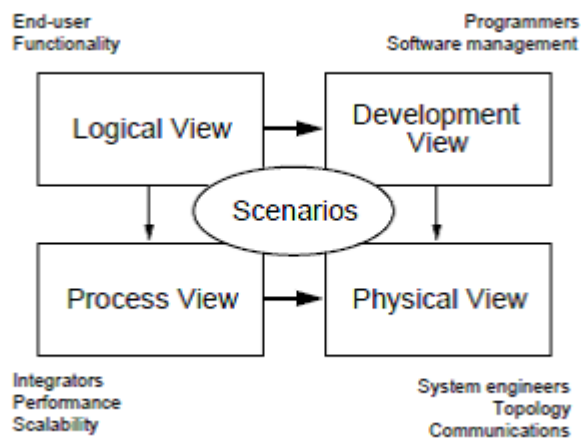 End-user
Functionality
Programmers
Software management
Logical View
Development
View
Scenarios
Process View
Physical View
Integrators
Performance
Scalability
System engineers
Topology
Communications